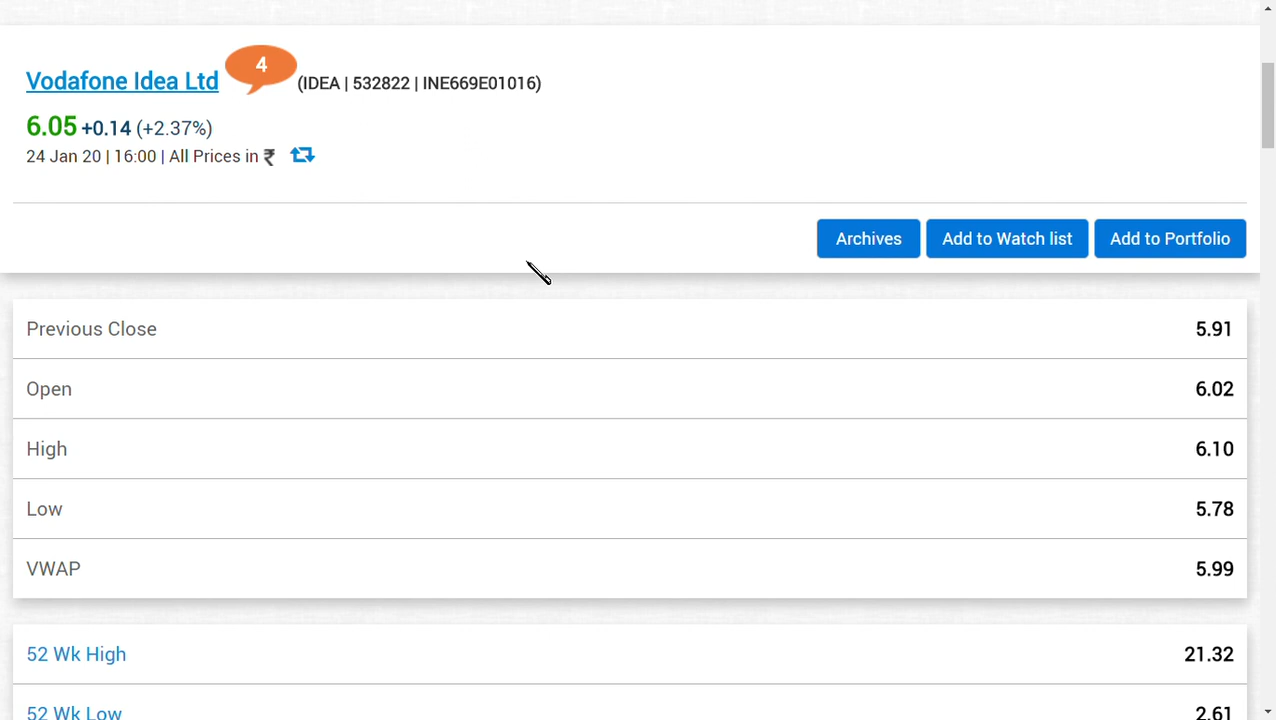 Vodafone Idea Ltd 4 (IDEA | 532822 | INE669E01016)
6.05 +0.14 (+2.37%)
24 Jan 20 | 16:00 | All Prices in ₹
Archives Add to Watch list Add to Portfolio
Previous Close 5.91
Open 6.02
High 6.10
Low 5.78
VWAP 5.99
52 Wk High 21.32
52 Wk Low 2.61